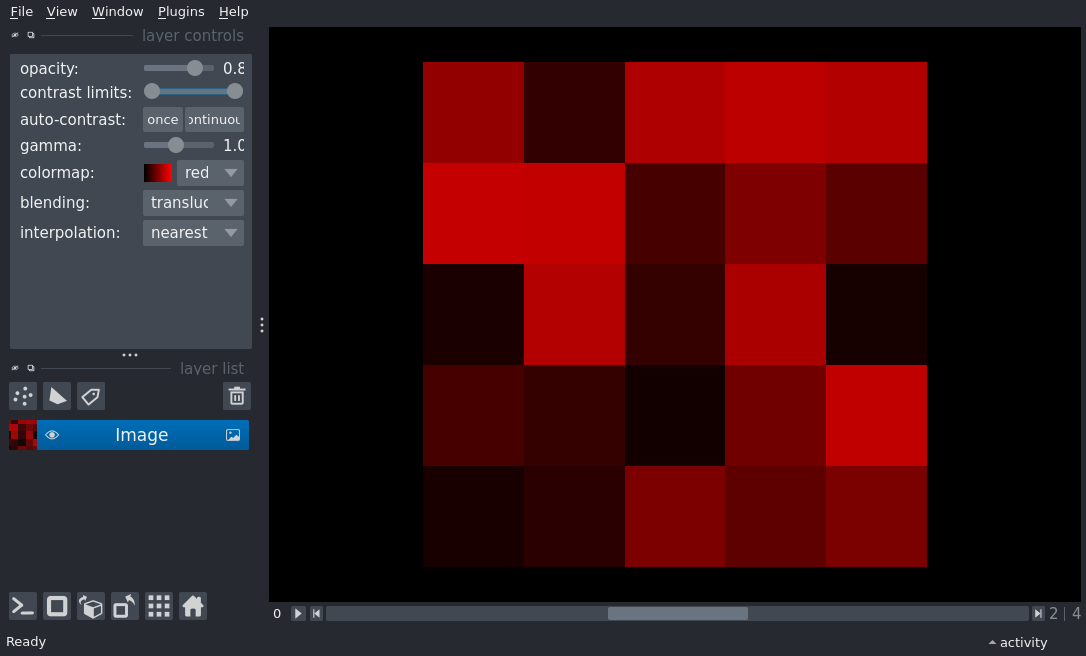 File View Window Plugins Help
layer controls
opacity: 0.8
contrast limits:
auto-contrast: once ontinuou
gamma: 1.0
colormap: red
blending: transluc
interpolation: nearest
layer list
Image
0 2 | 4
Ready activity